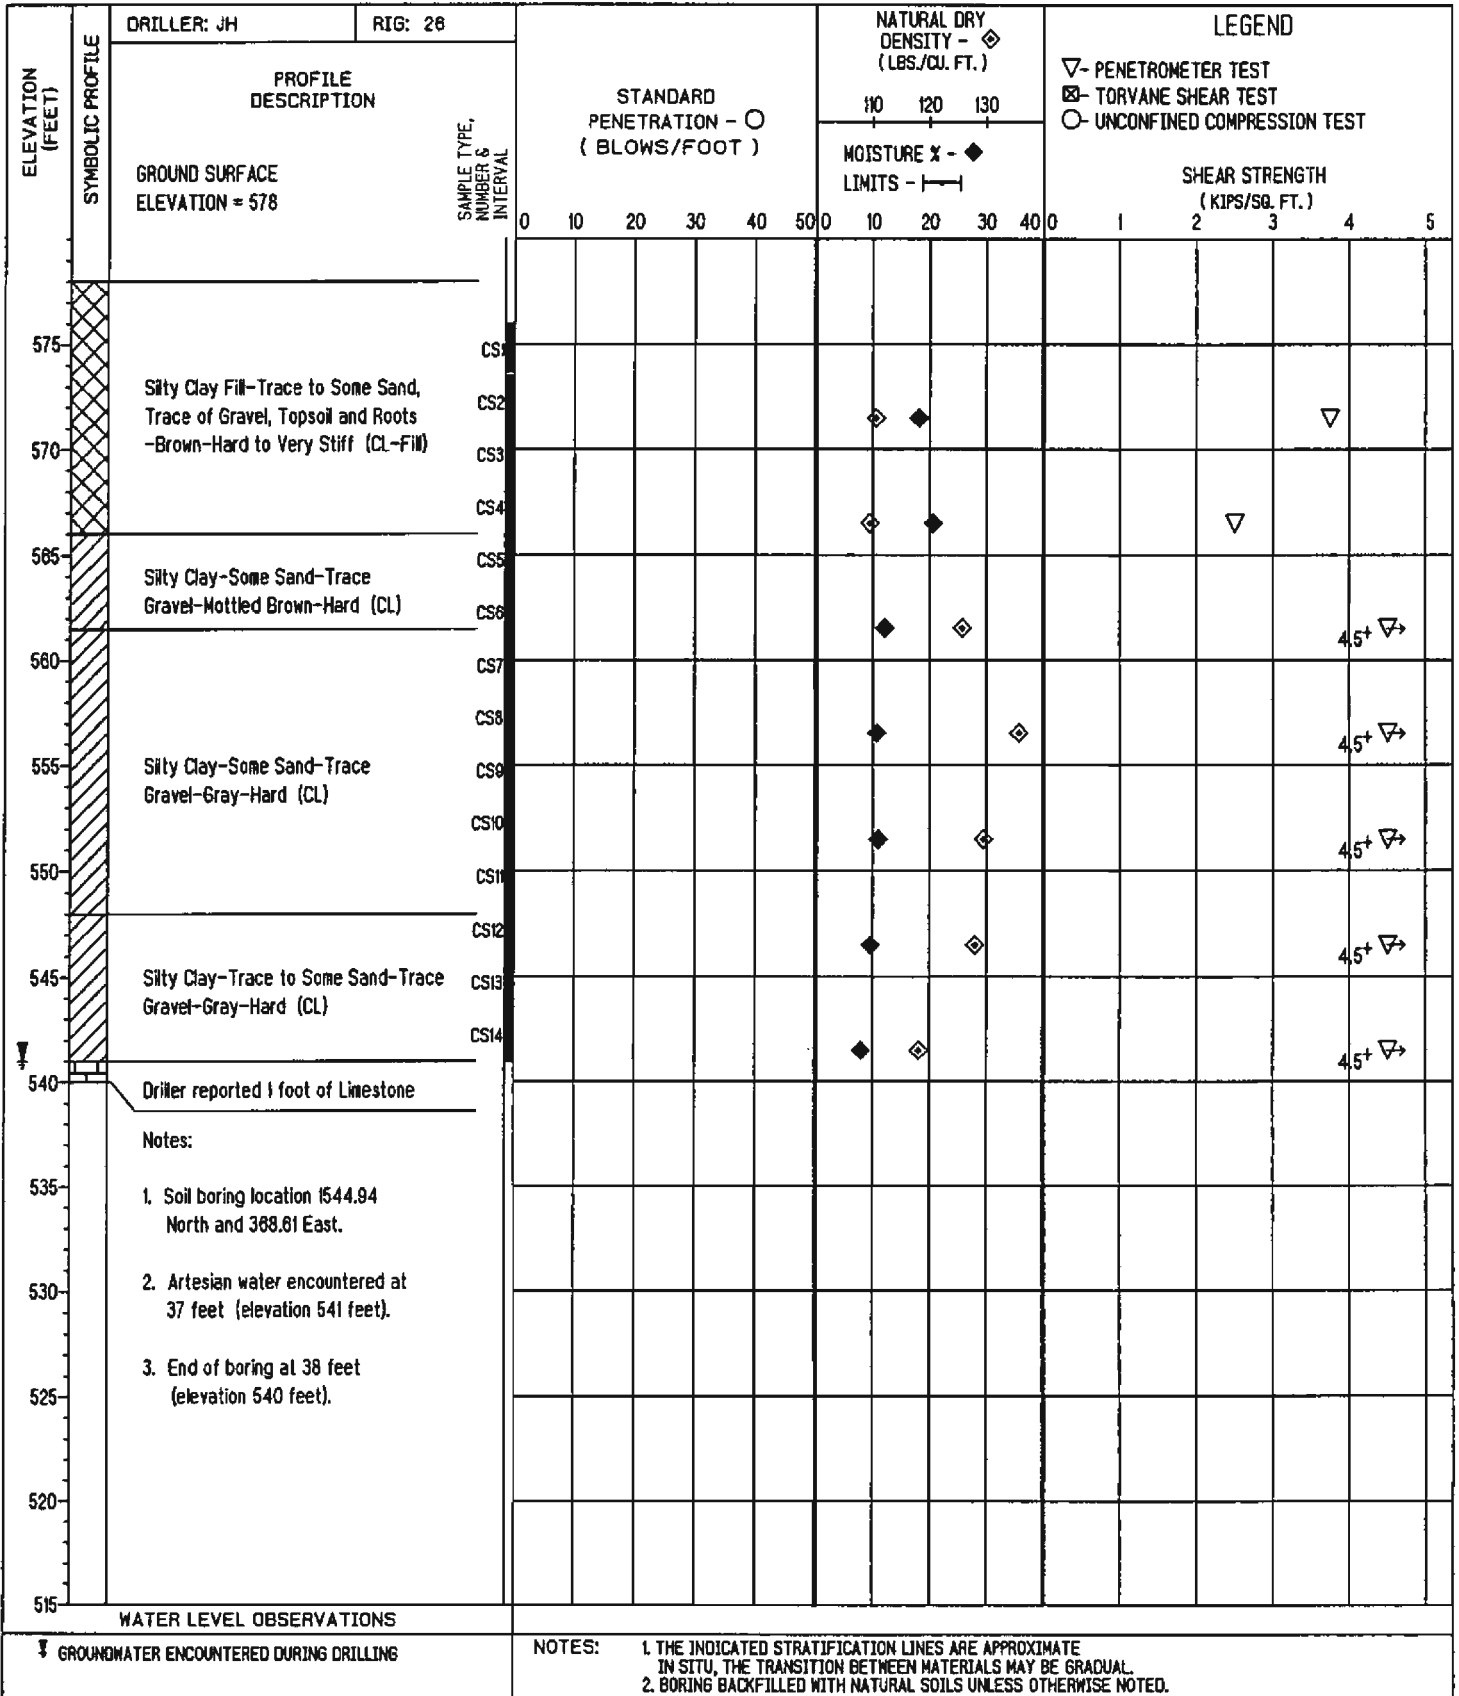 DRILLER: JH
RIG: 26
ELEVATION
(FEET)
SYMBOLIC PROFILE
PROFILE
DESCRIPTION
GROUND SURFACE
ELEVATION = 578
SAMPLE TYPE,
NUMBER &
INTERVAL
STANDARD
PENETRATION - O
( BLOWS/FOOT )
0 10 20 30 40 50
NATURAL DRY
DENSITY -
( LBS./CU. FT. )
110 120 130
MOISTURE % -
LIMITS -
0 10 20 30 40
LEGEND
▽- PENETROMETER TEST
⊠- TORVANE SHEAR TEST
O- UNCONFINED COMPRESSION TEST
SHEAR STRENGTH
( KIPS/SQ. FT. )
0 1 2 3 4 5
575
CS1
Silty Clay Fill-Trace to Some Sand,
Trace of Gravel, Topsoil and Roots
-Brown-Hard to Very Stiff (CL-Fill)
CS2
570
CS3
CS4
565
CS5
Silty Clay-Some Sand-Trace
Gravel-Mottled Brown-Hard (CL)
CS6
4.5+
560
CS7
CS8
4.5+
555
Silty Clay-Some Sand-Trace
Gravel-Gray-Hard (CL)
CS9
CS10
4.5+
550
CS11
CS12
4.5+
545
Silty Clay-Trace to Some Sand-Trace
Gravel-Gray-Hard (CL)
CS13
CS14
4.5+
540
Driller reported 1 foot of Limestone
Notes:
535
1. Soil boring location 1544.94
North and 368.61 East.
530
2. Artesian water encountered at
37 feet (elevation 541 feet).
3. End of boring at 38 feet
(elevation 540 feet).
525
520
515
WATER LEVEL OBSERVATIONS
GROUNDWATER ENCOUNTERED DURING DRILLING
NOTES: 1. THE INDICATED STRATIFICATION LINES ARE APPROXIMATE
IN SITU, THE TRANSITION BETWEEN MATERIALS MAY BE GRADUAL.
2. BORING BACKFILLED WITH NATURAL SOILS UNLESS OTHERWISE NOTED.